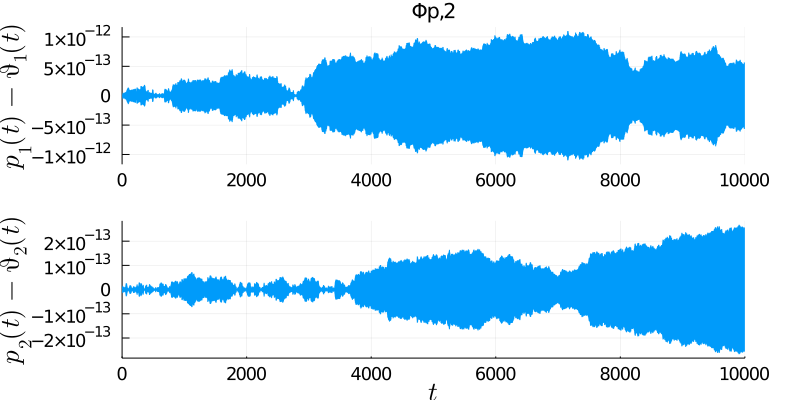 Φp,2
p₁(t) − ϑ₁(t)
1×10⁻¹²
5×10⁻¹³
0
−5×10⁻¹³
−1×10⁻¹²
0 2000 4000 6000 8000 10000
p₂(t) − ϑ₂(t)
2×10⁻¹³
1×10⁻¹³
0
−1×10⁻¹³
−2×10⁻¹³
0 2000 4000 6000 8000 10000
t